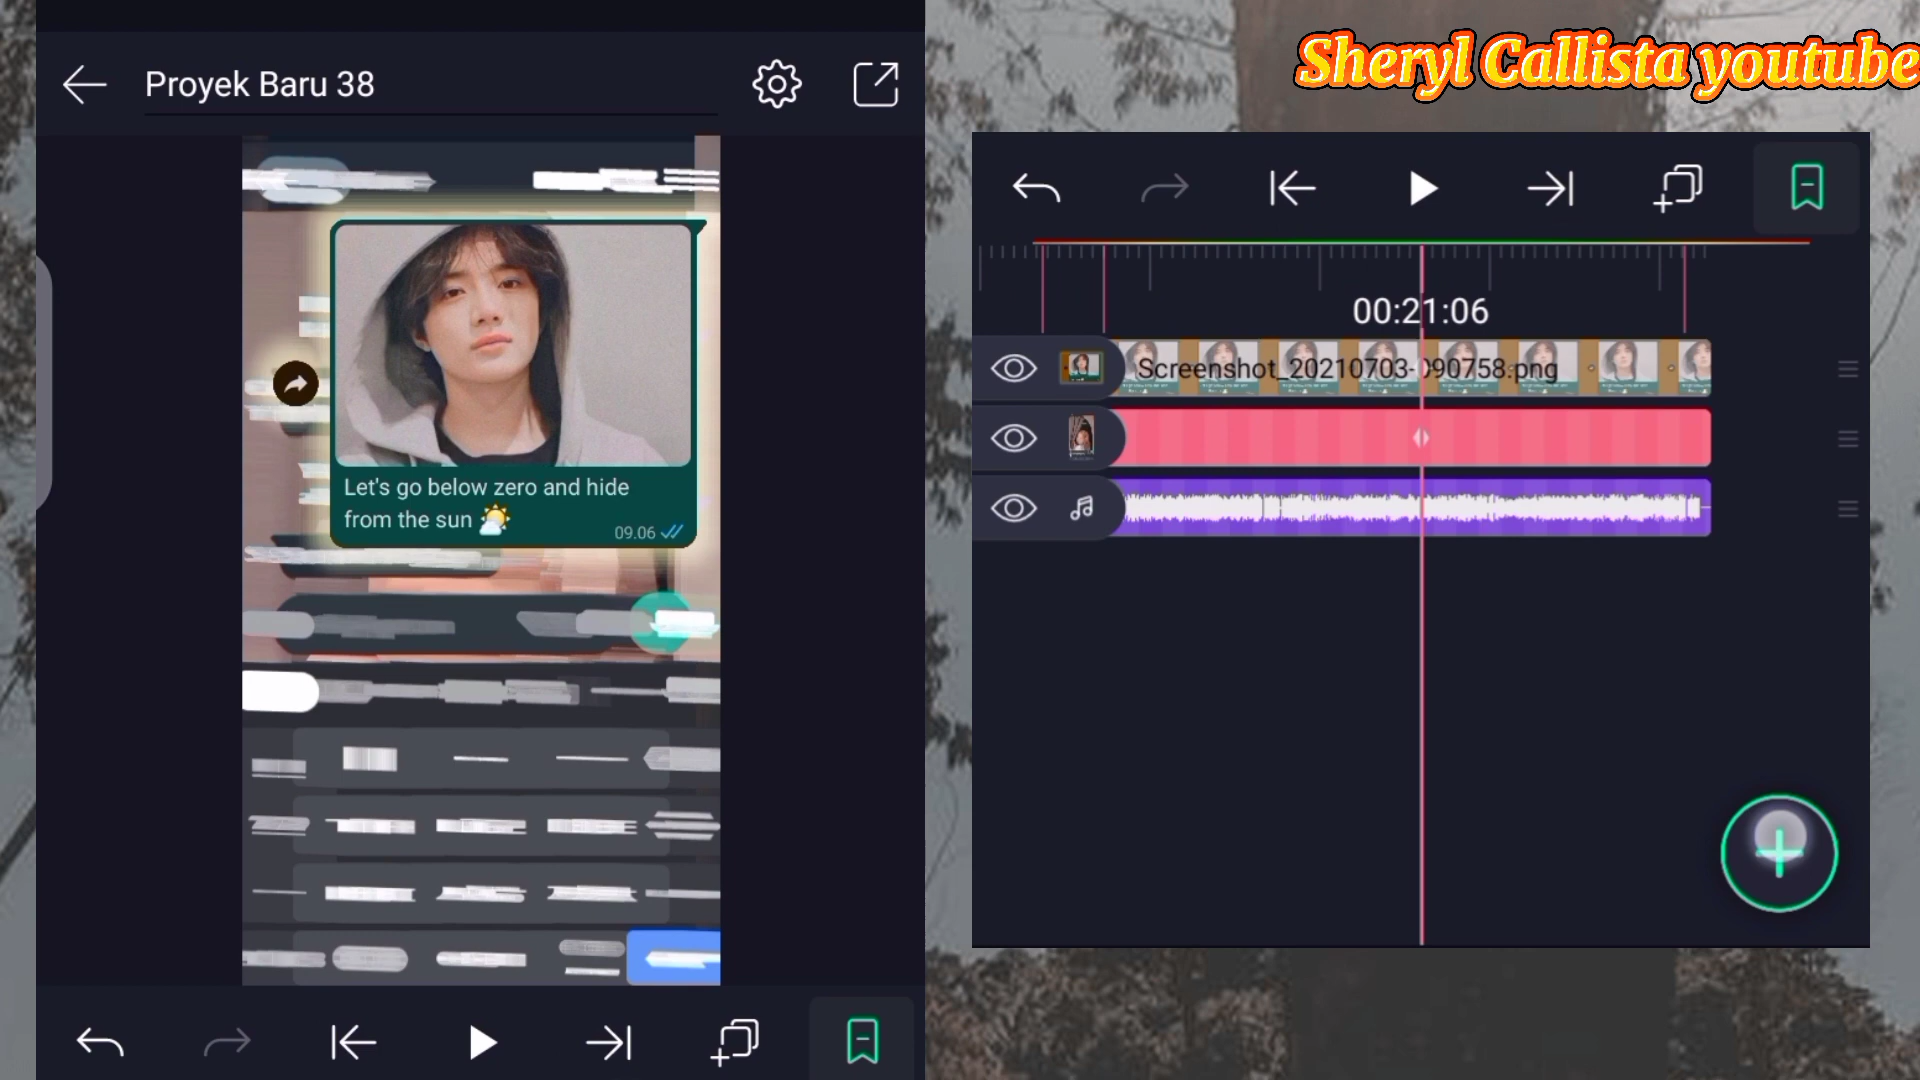 Sheryl Callista youtube
Proyek Baru 38
Let's go below zero and hide
from the sun 🌤
09.06
00:21:06
Screenshot_20210703-090758.png